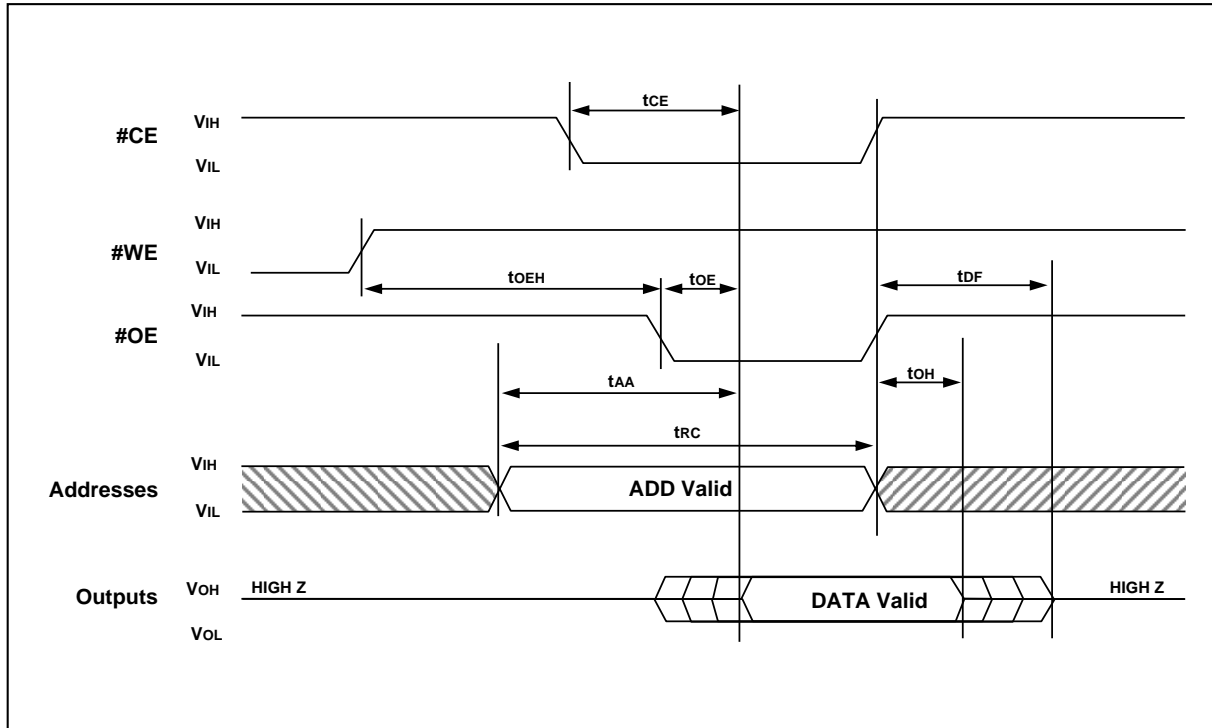 tCE
#CE
VIH
VIL
#WE
VIH
VIL
tOEH
tOE
tDF
#OE
VIH
VIL
tAA
tOH
tRC
Addresses
VIH
VIL
ADD Valid
Outputs
VOH
VOL
HIGH Z
DATA Valid
HIGH Z